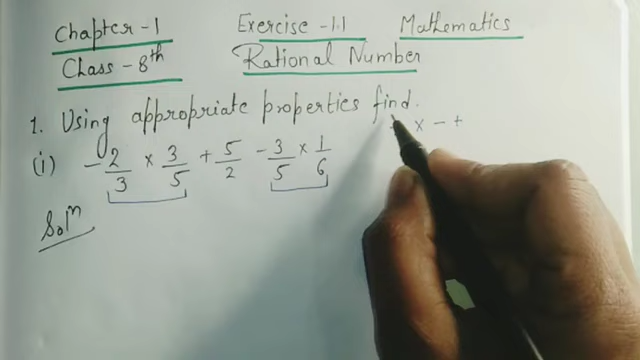 Chapter-1 Exercise-1.1 Mathematics
Class-8th Rational Number
1. Using appropriate properties find.
× - +
(i) -2/3 × 3/5 + 5/2 - 3/5 × 1/6
Solⁿ